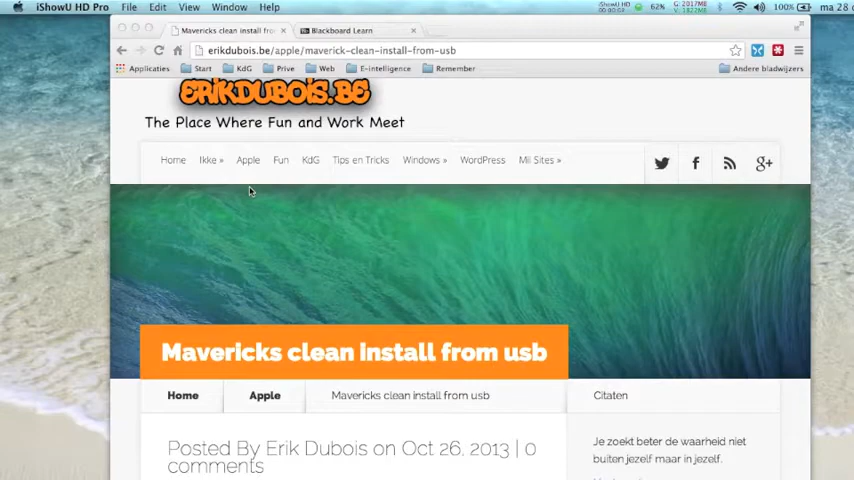 iShowU HD Pro File Edit View Window Help 62% 100% ma 28 o
Mavericks clean install fro Blackboard Learn
erikdubois.be/apple/maverick-clean-install-from-usb
Applicaties Start KdG Prive Web E-intelligence Remember Andere bladwijzers
ERIKDUBOIS.BE
The Place Where Fun and Work Meet
Home Ikke » Apple Fun KdG Tips en Tricks Windows » WordPress Mil Sites »
Mavericks clean install from usb
Home Apple Mavericks clean install from usb Citaten
Posted By Erik Dubois on Oct 26, 2013 | 0
comments
Je zoekt beter de waarheid niet
buiten jezelf maar in jezelf.